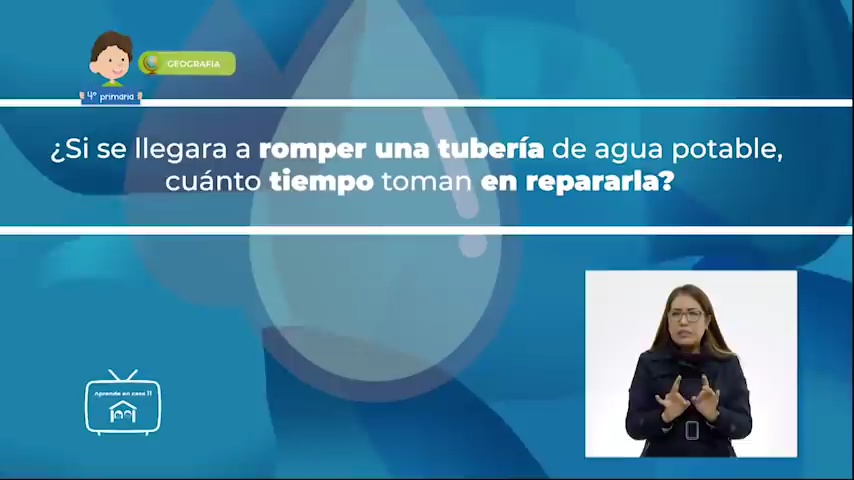 GEOGRAFÍA
4° primaria
¿Si se llegara a romper una tubería de agua potable,
cuánto tiempo toman en repararla?
Aprende en casa II